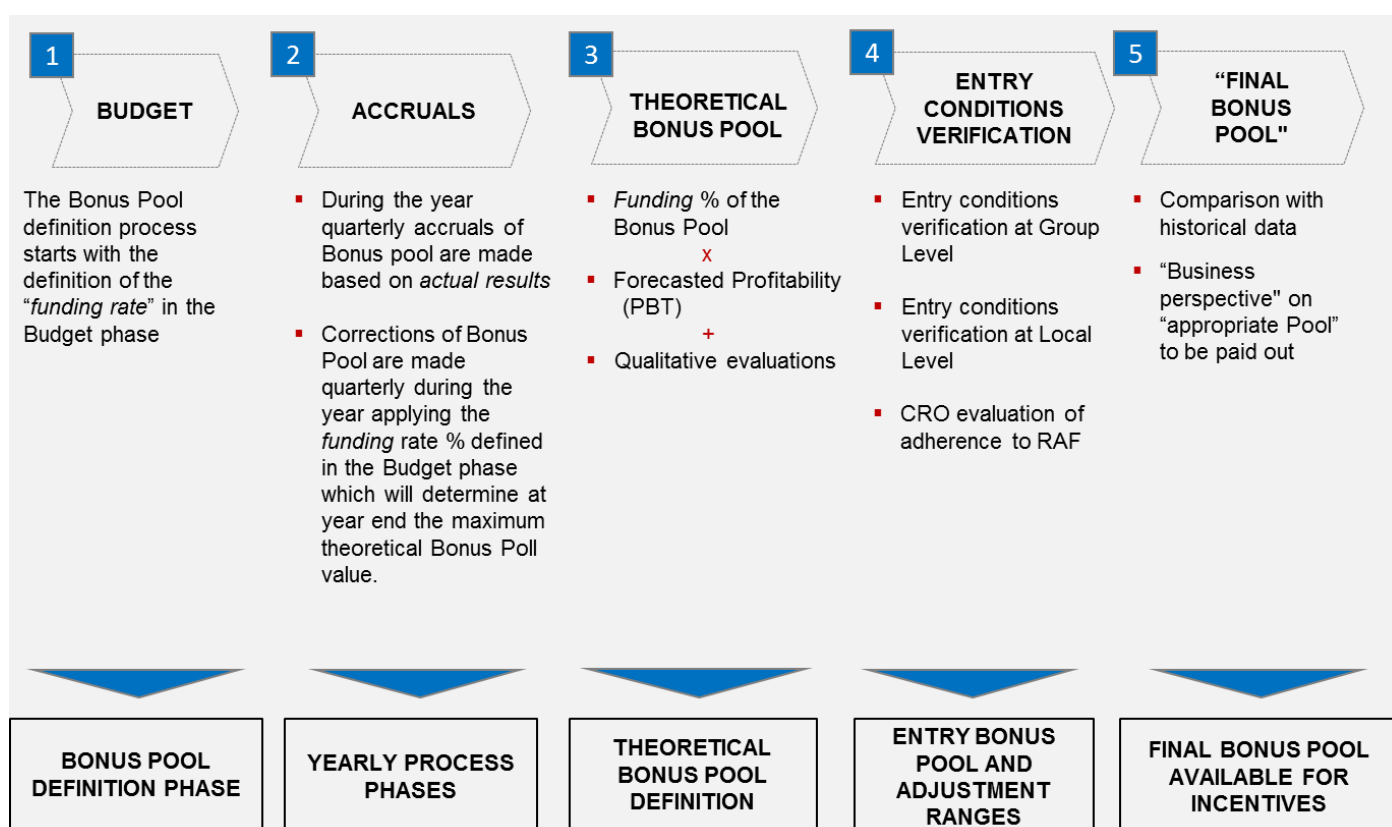 1
BUDGET
The Bonus Pool
definition process
starts with the
definition of the
“funding rate” in the
Budget phase
BONUS POOL
DEFINITION PHASE
2
ACCRUALS
▪ During the year
quarterly accruals of
Bonus pool are made
based on actual results
▪ Corrections of Bonus
Pool are made
quarterly during the
year applying the
funding rate % defined
in the Budget phase
which will determine at
year end the maximum
theoretical Bonus Poll
value.
YEARLY PROCESS
PHASES
3
THEORETICAL
BONUS POOL
▪ Funding % of the
Bonus Pool
x
▪ Forecasted Profitability
(PBT)
+
▪ Qualitative evaluations
THEORETICAL
BONUS POOL
DEFINITION
4
ENTRY
CONDITIONS
VERIFICATION
▪ Entry conditions
verification at Group
Level
▪ Entry conditions
verification at Local
Level
▪ CRO evaluation of
adherence to RAF
ENTRY BONUS
POOL AND
ADJUSTMENT
RANGES
5
“FINAL
BONUS
POOL"
▪ Comparison with
historical data
▪ “Business
perspective" on
“appropriate Pool”
to be paid out
FINAL BONUS POOL
AVAILABLE FOR
INCENTIVES